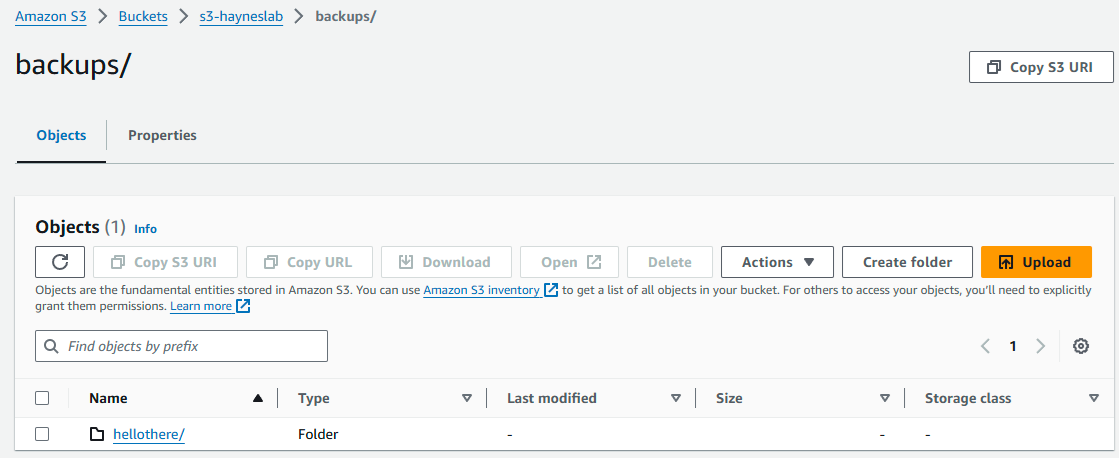 Amazon S3 > Buckets > s3-hayneslab > backups/
backups/
Copy S3 URI
Objects Properties
Objects (1) Info
Copy S3 URI Copy URL Download Open Delete Actions Create folder Upload
Objects are the fundamental entities stored in Amazon S3. You can use Amazon S3 inventory to get a list of all objects in your bucket. For others to access your objects, you'll need to explicitly
grant them permissions. Learn more
Find objects by prefix
1
Name Type Last modified Size Storage class
hellothere/ Folder - - -